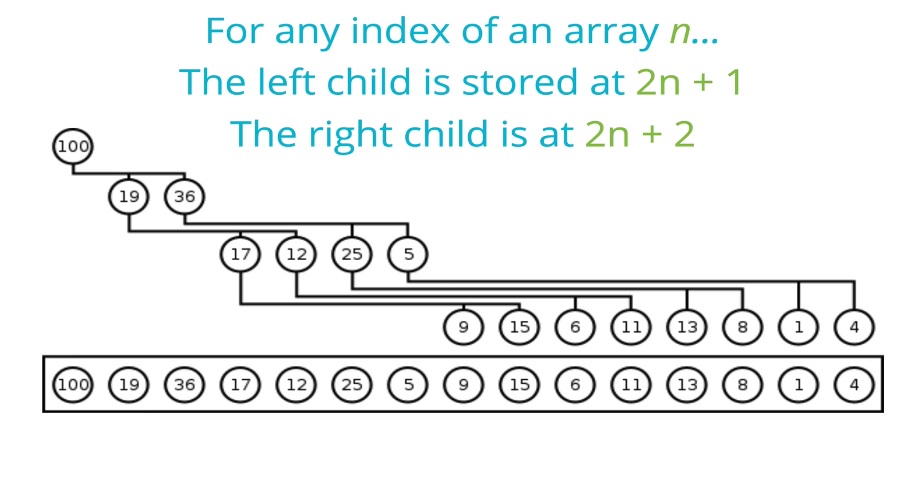 For any index of an array n...
The left child is stored at 2n + 1
The right child is at 2n + 2
100
19 36
17 12 25 5
9 15 6 11 13 8 1 4
100 19 36 17 12 25 5 9 15 6 11 13 8 1 4